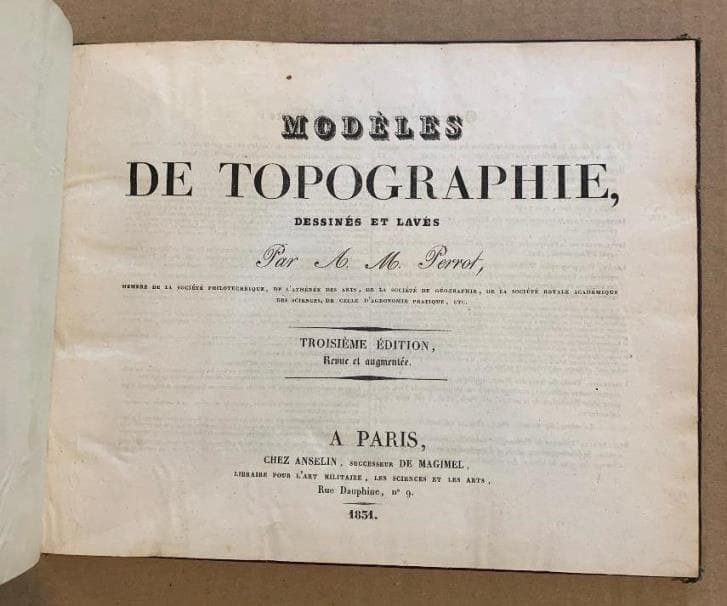 MODÈLES
DE TOPOGRAPHIE,
DESSINÉS ET LAVÉS
Par A. M. Perrot,
MEMBRE DE LA SOCIÉTÉ PHILOTECHNIQUE, DE L'ATHÉNÉE DES ARTS, DE LA SOCIÉTÉ DE GÉOGRAPHIE, DE LA SOCIÉTÉ ROYALE ACADÉMIQUE
DES SCIENCES, DE CELLE D'AGRONOMIE PRATIQUE, ETC.
TROISIÈME ÉDITION,
Revue et augmentée.
A PARIS,
CHEZ ANSELIN, SUCCESSEUR DE MAGIMEL,
LIBRAIRE POUR L'ART MILITAIRE, LES SCIENCES ET LES ARTS,
Rue Dauphine, n° 9.
1831.